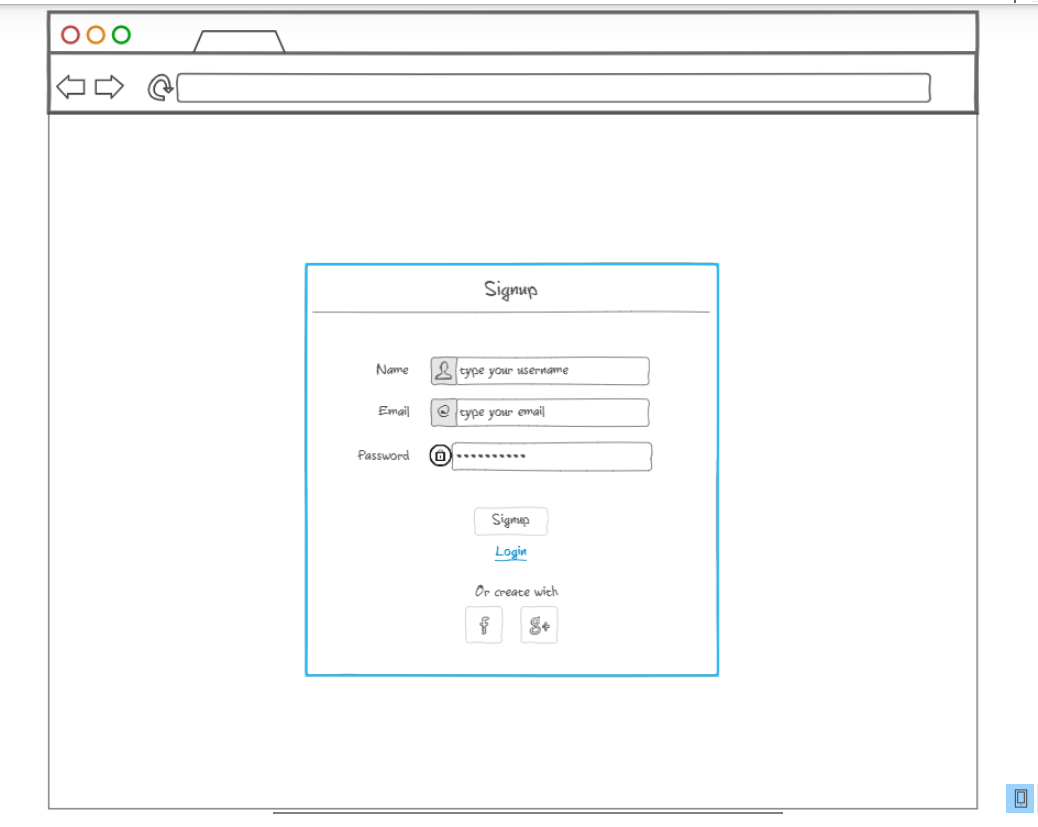 Signup
Name type your username
Email type your email
Password ••••••••••
Signup
Login
Or create with
f g+